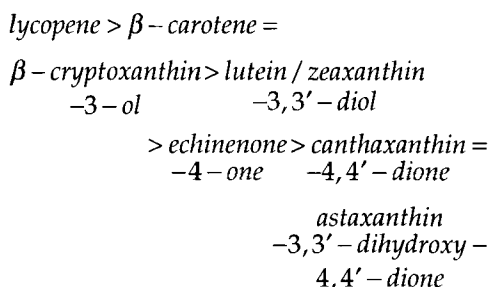 lycopene > β – carotene =
β – cryptoxanthin > lutein / zeaxanthin
–3 – ol –3, 3′ – diol
> echinenone > canthaxanthin =
–4 – one –4, 4′ – dione
astaxanthin
–3, 3′ – dihydroxy –
4, 4′ – dione